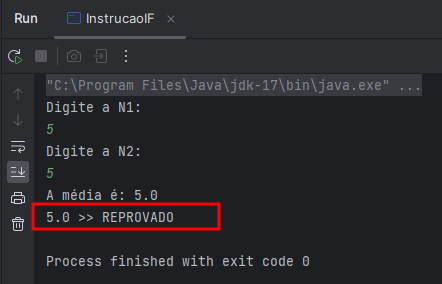 Run InstrucaoIF
"C:\Program Files\Java\jdk-17\bin\java.exe" ...
Digite a N1:
5
Digite a N2:
5
A média é: 5.0
5.0 >> REPROVADO
Process finished with exit code 0